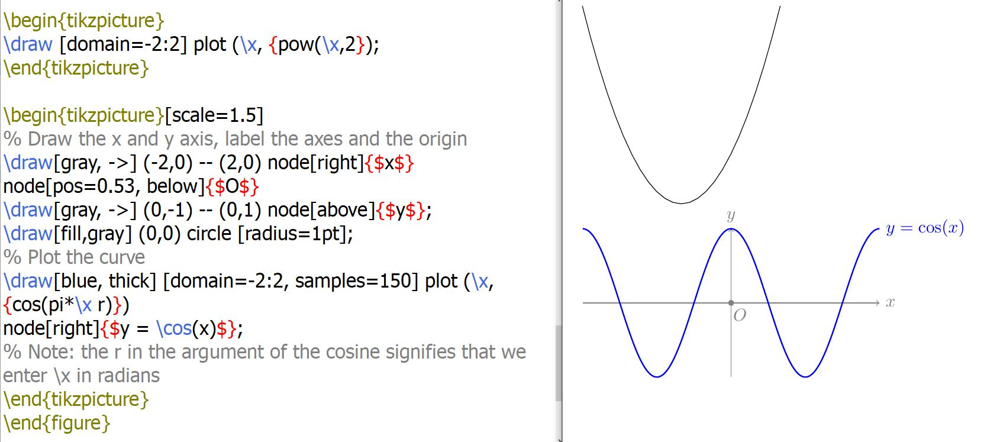 \begin{tikzpicture}
\draw [domain=-2:2] plot (\x, {pow(\x,2});
\end{tikzpicture}
\begin{tikzpicture}[scale=1.5]
% Draw the x and y axis, label the axes and the origin
\draw[gray, ->] (-2,0) -- (2,0) node[right]{$x$}
node[pos=0.53, below]{$O$}
\draw[gray, ->] (0,-1) -- (0,1) node[above]{$y$};
\draw[fill,gray] (0,0) circle [radius=1pt];
% Plot the curve
\draw[blue, thick] [domain=-2:2, samples=150] plot (\x,
{cos(pi*\x r)})
node[right]{$y = \cos(x)$};
% Note: the r in the argument of the cosine signifies that we
enter \x in radians
\end{tikzpicture}
\end{figure}
y
y = cos(x)
x
O